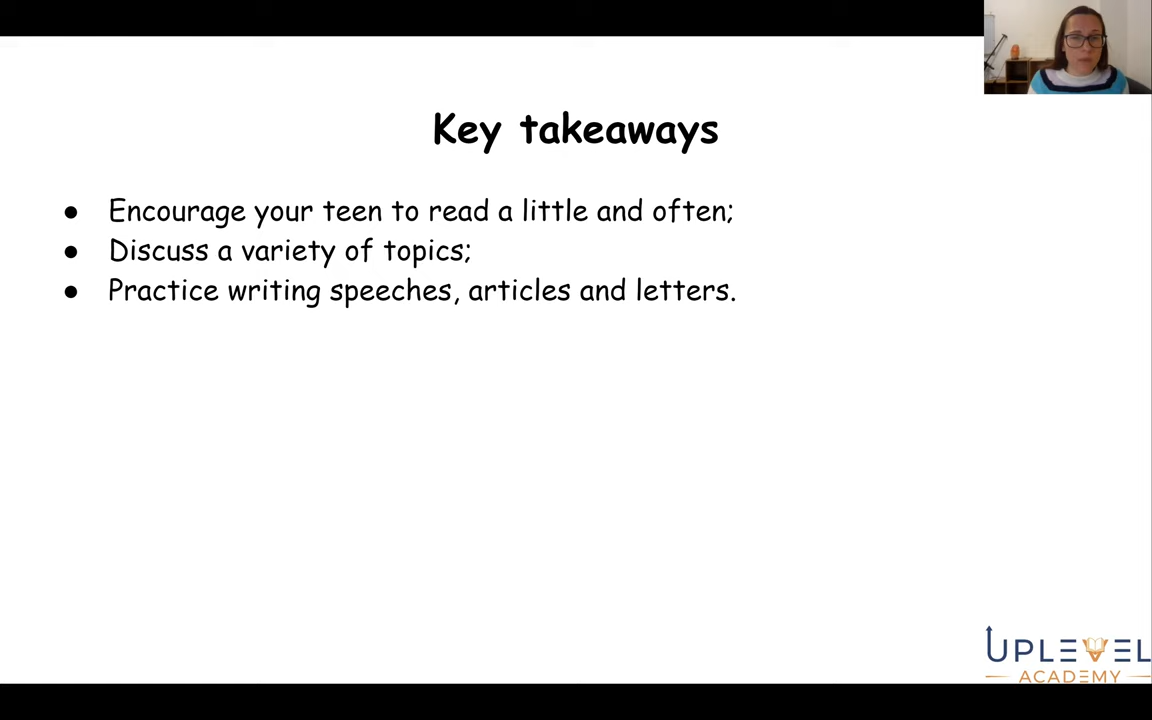 Key takeaways
● Encourage your teen to read a little and often;
● Discuss a variety of topics;
● Practice writing speeches, articles and letters.
UPLEVEL
ACADEMY